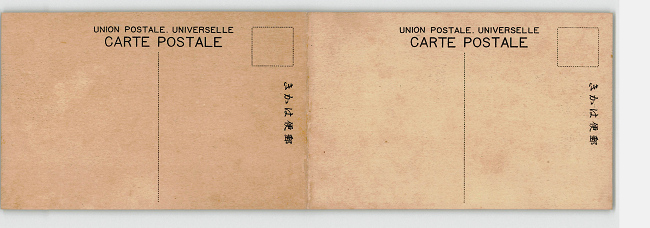 UNION POSTALE. UNIVERSELLE
CARTE POSTALE
きかは便郵
UNION POSTALE. UNIVERSELLE
CARTE POSTALE
きかは便郵